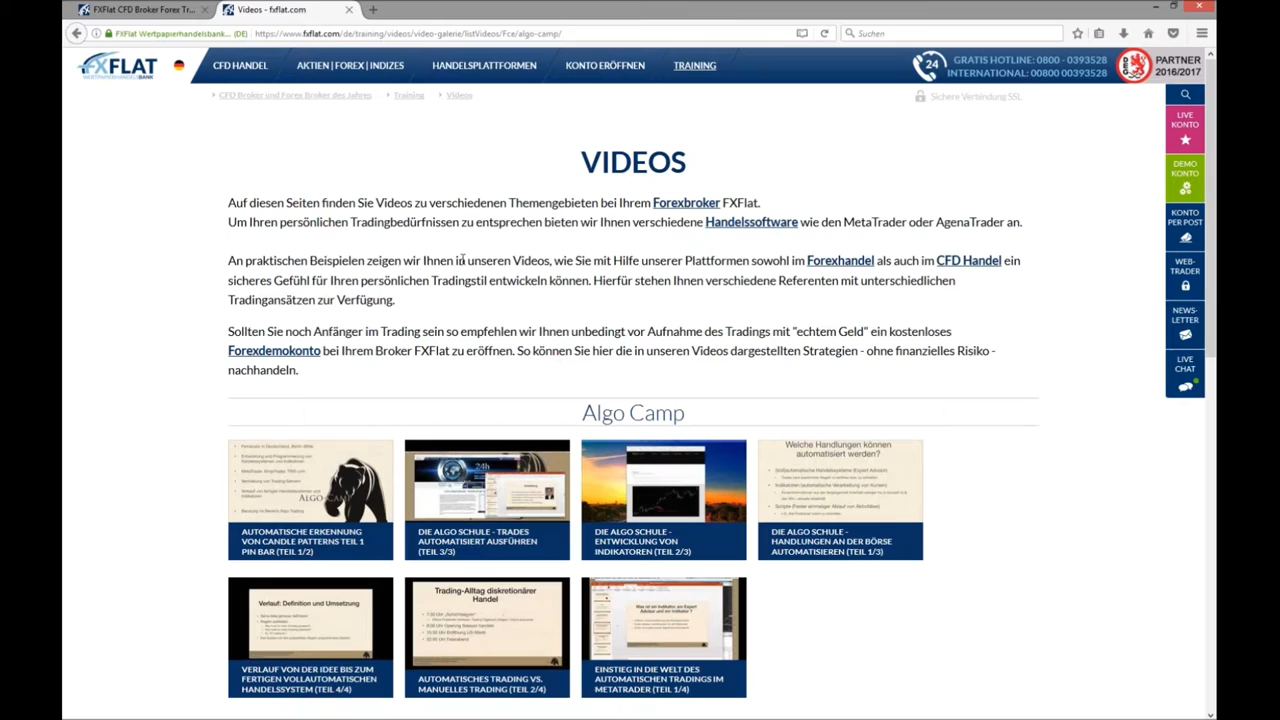 FXFlat CFD Broker Forex Tr...
Videos - fxflat.com
FXFlat Wertpapierhandelsbank... (DE)
https://www.fxflat.com/de/training/videos/video-galerie/listVideos/Fce/algo-camp/
Suchen
FXFLAT
WERTPAPIERHANDELSBANK
CFD HANDEL
AKTIEN | FOREX | INDIZES
HANDELSPLATTFORMEN
KONTO ERÖFFNEN
TRAINING
24
GRATIS HOTLINE: 0800 - 0393528
INTERNATIONAL: 00800 00393528
DEG
PARTNER
2016/2017
CFD Broker und Forex Broker des Jahres
Training
Videos
Sichere Verbindung SSL
LIVE
KONTO
DEMO
KONTO
KONTO
PER POST
WEB-
TRADER
NEWS-
LETTER
LIVE
CHAT
VIDEOS
Auf diesen Seiten finden Sie Videos zu verschiedenen Themengebieten bei Ihrem Forexbroker FXFlat.
Um Ihren persönlichen Tradingbedürfnissen zu entsprechen bieten wir Ihnen verschiedene Handelssoftware wie den MetaTrader oder AgenaTrader an.
An praktischen Beispielen zeigen wir Ihnen in unseren Videos, wie Sie mit Hilfe unserer Plattformen sowohl im Forexhandel als auch im CFD Handel ein
sicheres Gefühl für Ihren persönlichen Tradingstil entwickeln können. Hierfür stehen Ihnen verschiedene Referenten mit unterschiedlichen
Tradingansätzen zur Verfügung.
Sollten Sie noch Anfänger im Trading sein so empfehlen wir Ihnen unbedingt vor Aufnahme des Tradings mit "echtem Geld" ein kostenloses
Forexdemokonto bei Ihrem Broker FXFlat zu eröffnen. So können Sie hier die in unseren Videos dargestellten Strategien - ohne finanzielles Risiko -
nachhandeln.
Algo Camp
ALGO-CAMP
AUTOMATISCHE ERKENNUNG
VON CANDLE PATTERNS TEIL 1
PIN BAR (TEIL 1/2)
24h
DIE ALGO SCHULE - TRADES
AUTOMATISIERT AUSFÜHREN
(TEIL 3/3)
DIE ALGO SCHULE -
ENTWICKLUNG VON
INDIKATOREN (TEIL 2/3)
Welche Handlungen können
automatisiert werden?
DIE ALGO SCHULE -
HANDLUNGEN AN DER BÖRSE
AUTOMATISIEREN (TEIL 1/3)
Verlauf: Definition und Umsetzung
VERLAUF VON DER IDEE BIS ZUM
FERTIGEN VOLLAUTOMATISCHEN
HANDELSSYSTEM (TEIL 4/4)
Trading-Alltag diskretionärer
Handel
AUTOMATISCHES TRADING VS.
MANUELLES TRADING (TEIL 2/4)
EINSTIEG IN DIE WELT DES
AUTOMATISCHEN TRADINGS IM
METATRADER (TEIL 1/4)